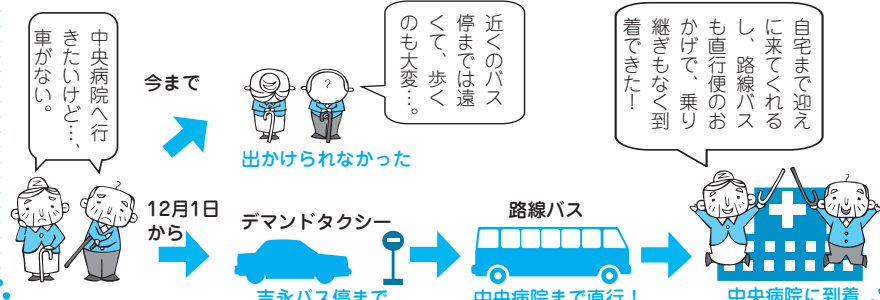 中央病院へ行
きたいけど…、
車がない。
今まで
近くのバス
停までは遠
くて、歩く
のも大変…。
出かけられなかった
12月1日
から
デマンドタクシー
吉永バス停まで
路線バス
中央病院まで直行！
自宅まで迎え
に来てくれる
し、路線バス
も直行便のお
かげで、乗り
継ぎもなく到
着できた！
中央病院に到着